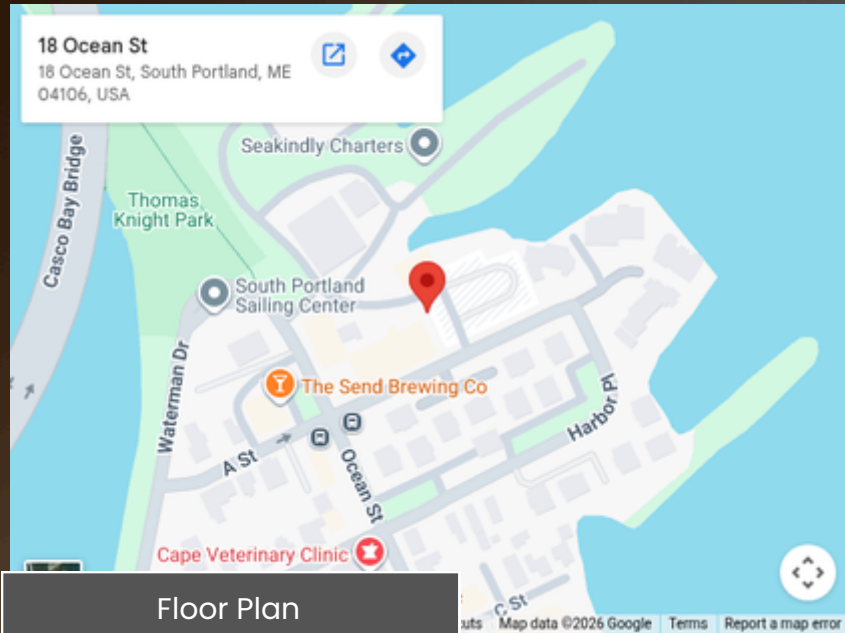 18 Ocean St
18 Ocean St, South Portland, ME
04106, USA
Casco Bay Bridge
Seakindly Charters
Thomas
Knight Park
South Portland
Sailing Center
Waterman Dr
The Send Brewing Co
Harbor Pl
A St
Ocean St
Cape Veterinary Clinic
C St
Floor Plan
Map data ©2026 Google
Terms
Report a map error